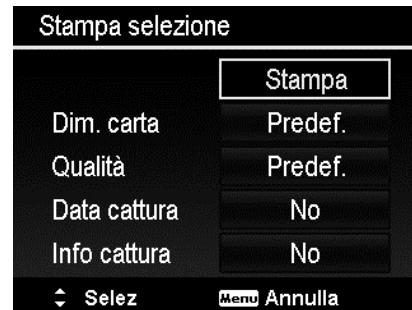 Stampa selezione
Stampa
Dim. carta Predef.
Qualità Predef.
Data cattura No
Info cattura No
Selez Menu Annulla